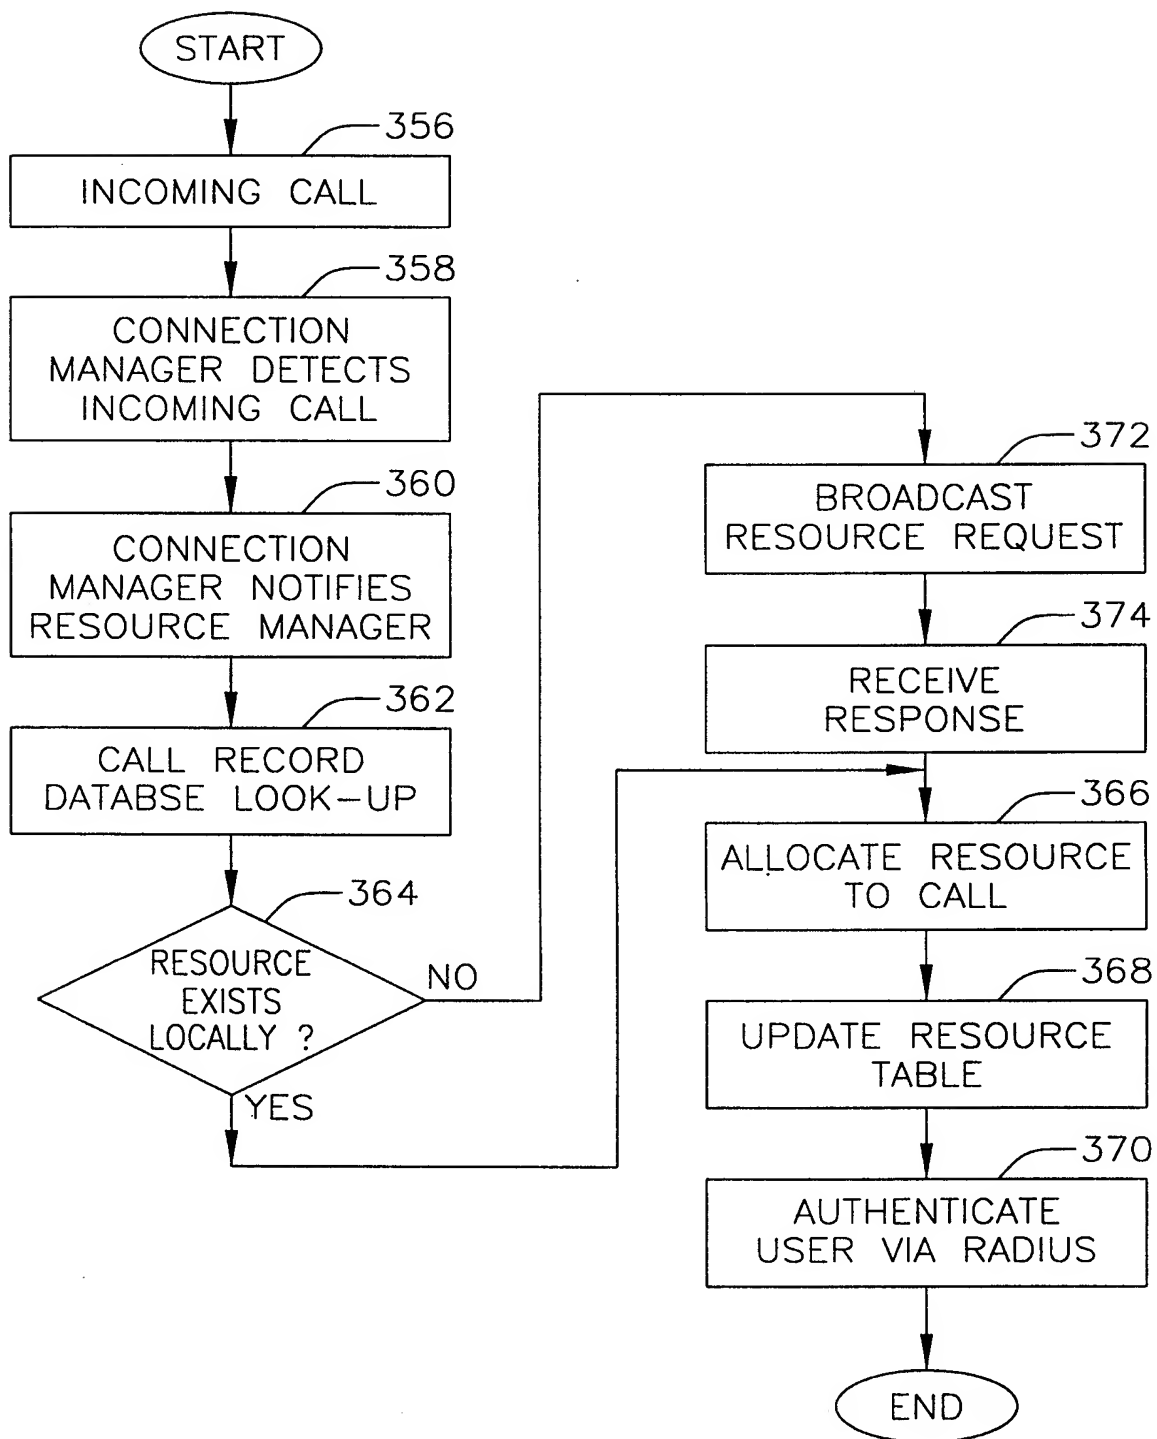 START
356
INCOMING CALL
358
CONNECTION
MANAGER DETECTS
INCOMING CALL
360
CONNECTION
MANAGER NOTIFIES
RESOURCE MANAGER
362
CALL RECORD
DATABSE LOOK-UP
364
RESOURCE
EXISTS
LOCALLY ?
NO
YES
372
BROADCAST
RESOURCE REQUEST
374
RECEIVE
RESPONSE
366
ALLOCATE RESOURCE
TO CALL
368
UPDATE RESOURCE
TABLE
370
AUTHENTICATE
USER VIA RADIUS
END